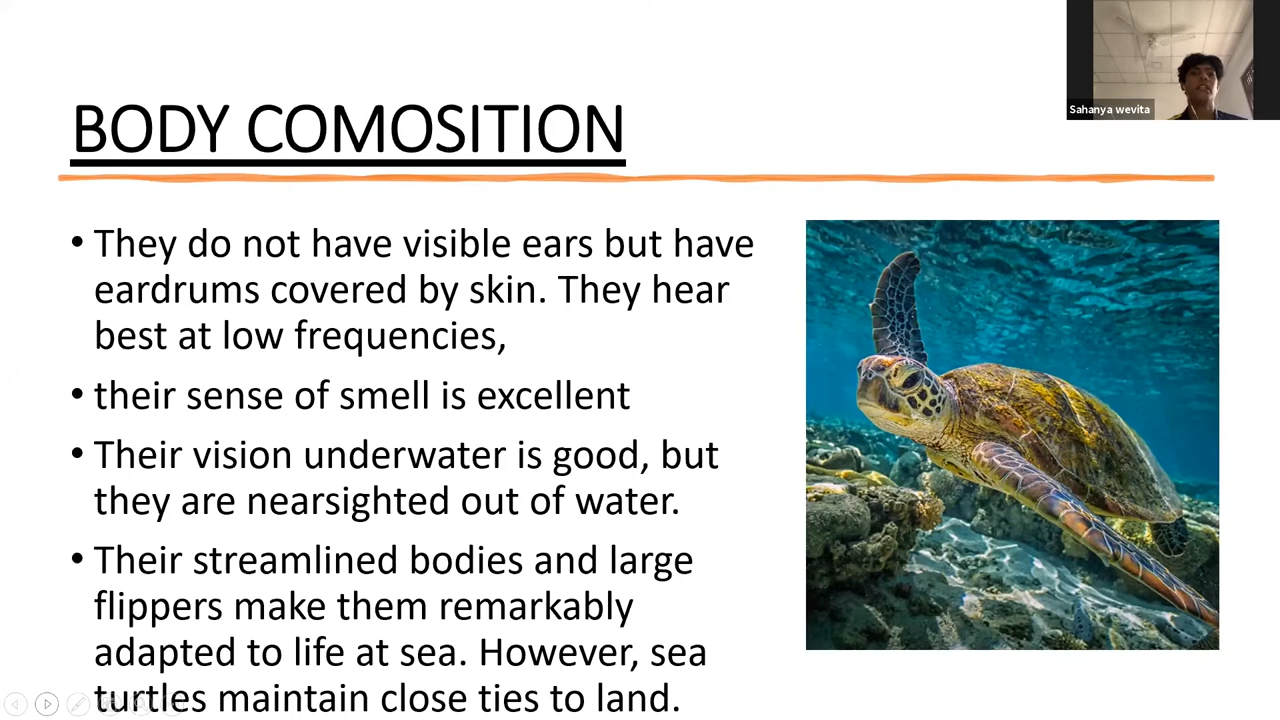 Sahanya wevita
BODY COMOSITION
• They do not have visible ears but have
eardrums covered by skin. They hear
best at low frequencies,
• their sense of smell is excellent
• Their vision underwater is good, but
they are nearsighted out of water.
• Their streamlined bodies and large
flippers make them remarkably
adapted to life at sea. However, sea
turtles maintain close ties to land.